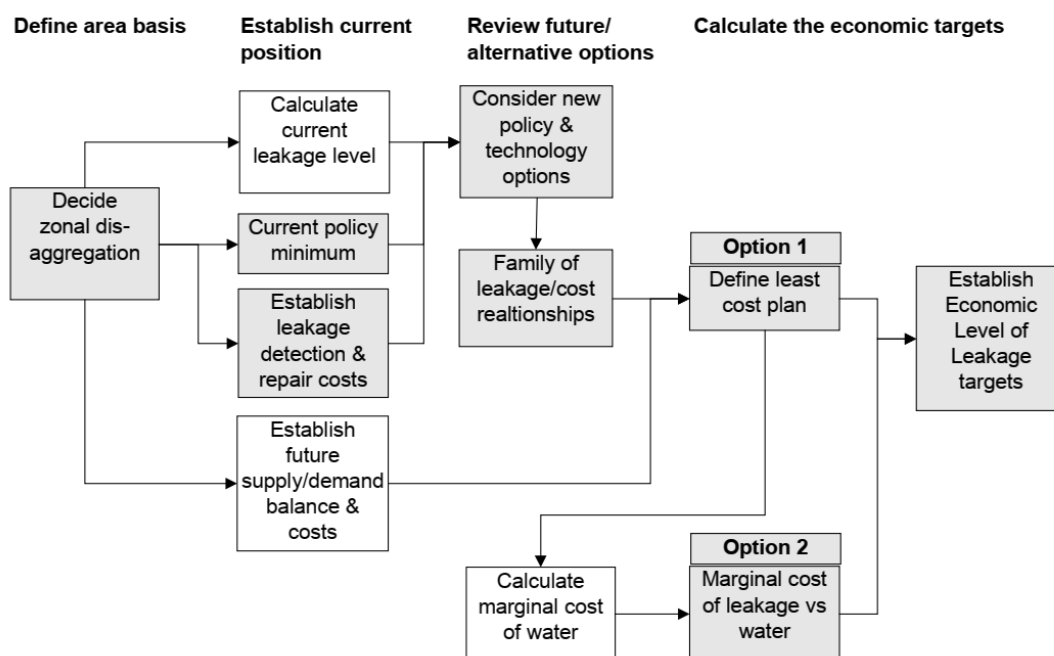 Define area basis
Establish current
position
Review future/
alternative options
Calculate the economic targets
Calculate
current
leakage level
Consider new
policy &
technology
options
Decide
zonal dis-
aggregation
Current policy
minimum
Establish
leakage
detection &
repair costs
Family of
leakage/cost
realtionships
Option 1
Define least
cost plan
Establish
Economic
Level of
Leakage
targets
Establish
future
supply/demand
balance &
costs
Calculate
marginal cost
of water
Option 2
Marginal cost
of leakage vs
water